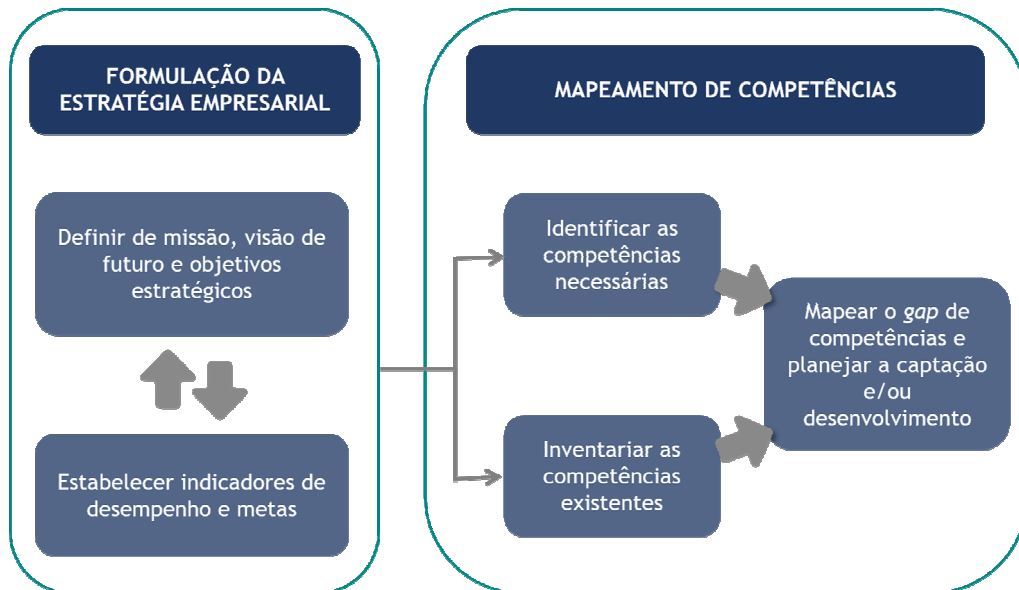 FORMULAÇÃO DA
ESTRATÉGIA EMPRESARIAL
Definir de missão, visão de
futuro e objetivos
estratégicos
Estabelecer indicadores de
desempenho e metas
MAPEAMENTO DE COMPETÊNCIAS
Identificar as
competências
necessárias
Inventariar as
competências
existentes
Mapear o gap de
competências e
planejar a captação
e/ou
desenvolvimento